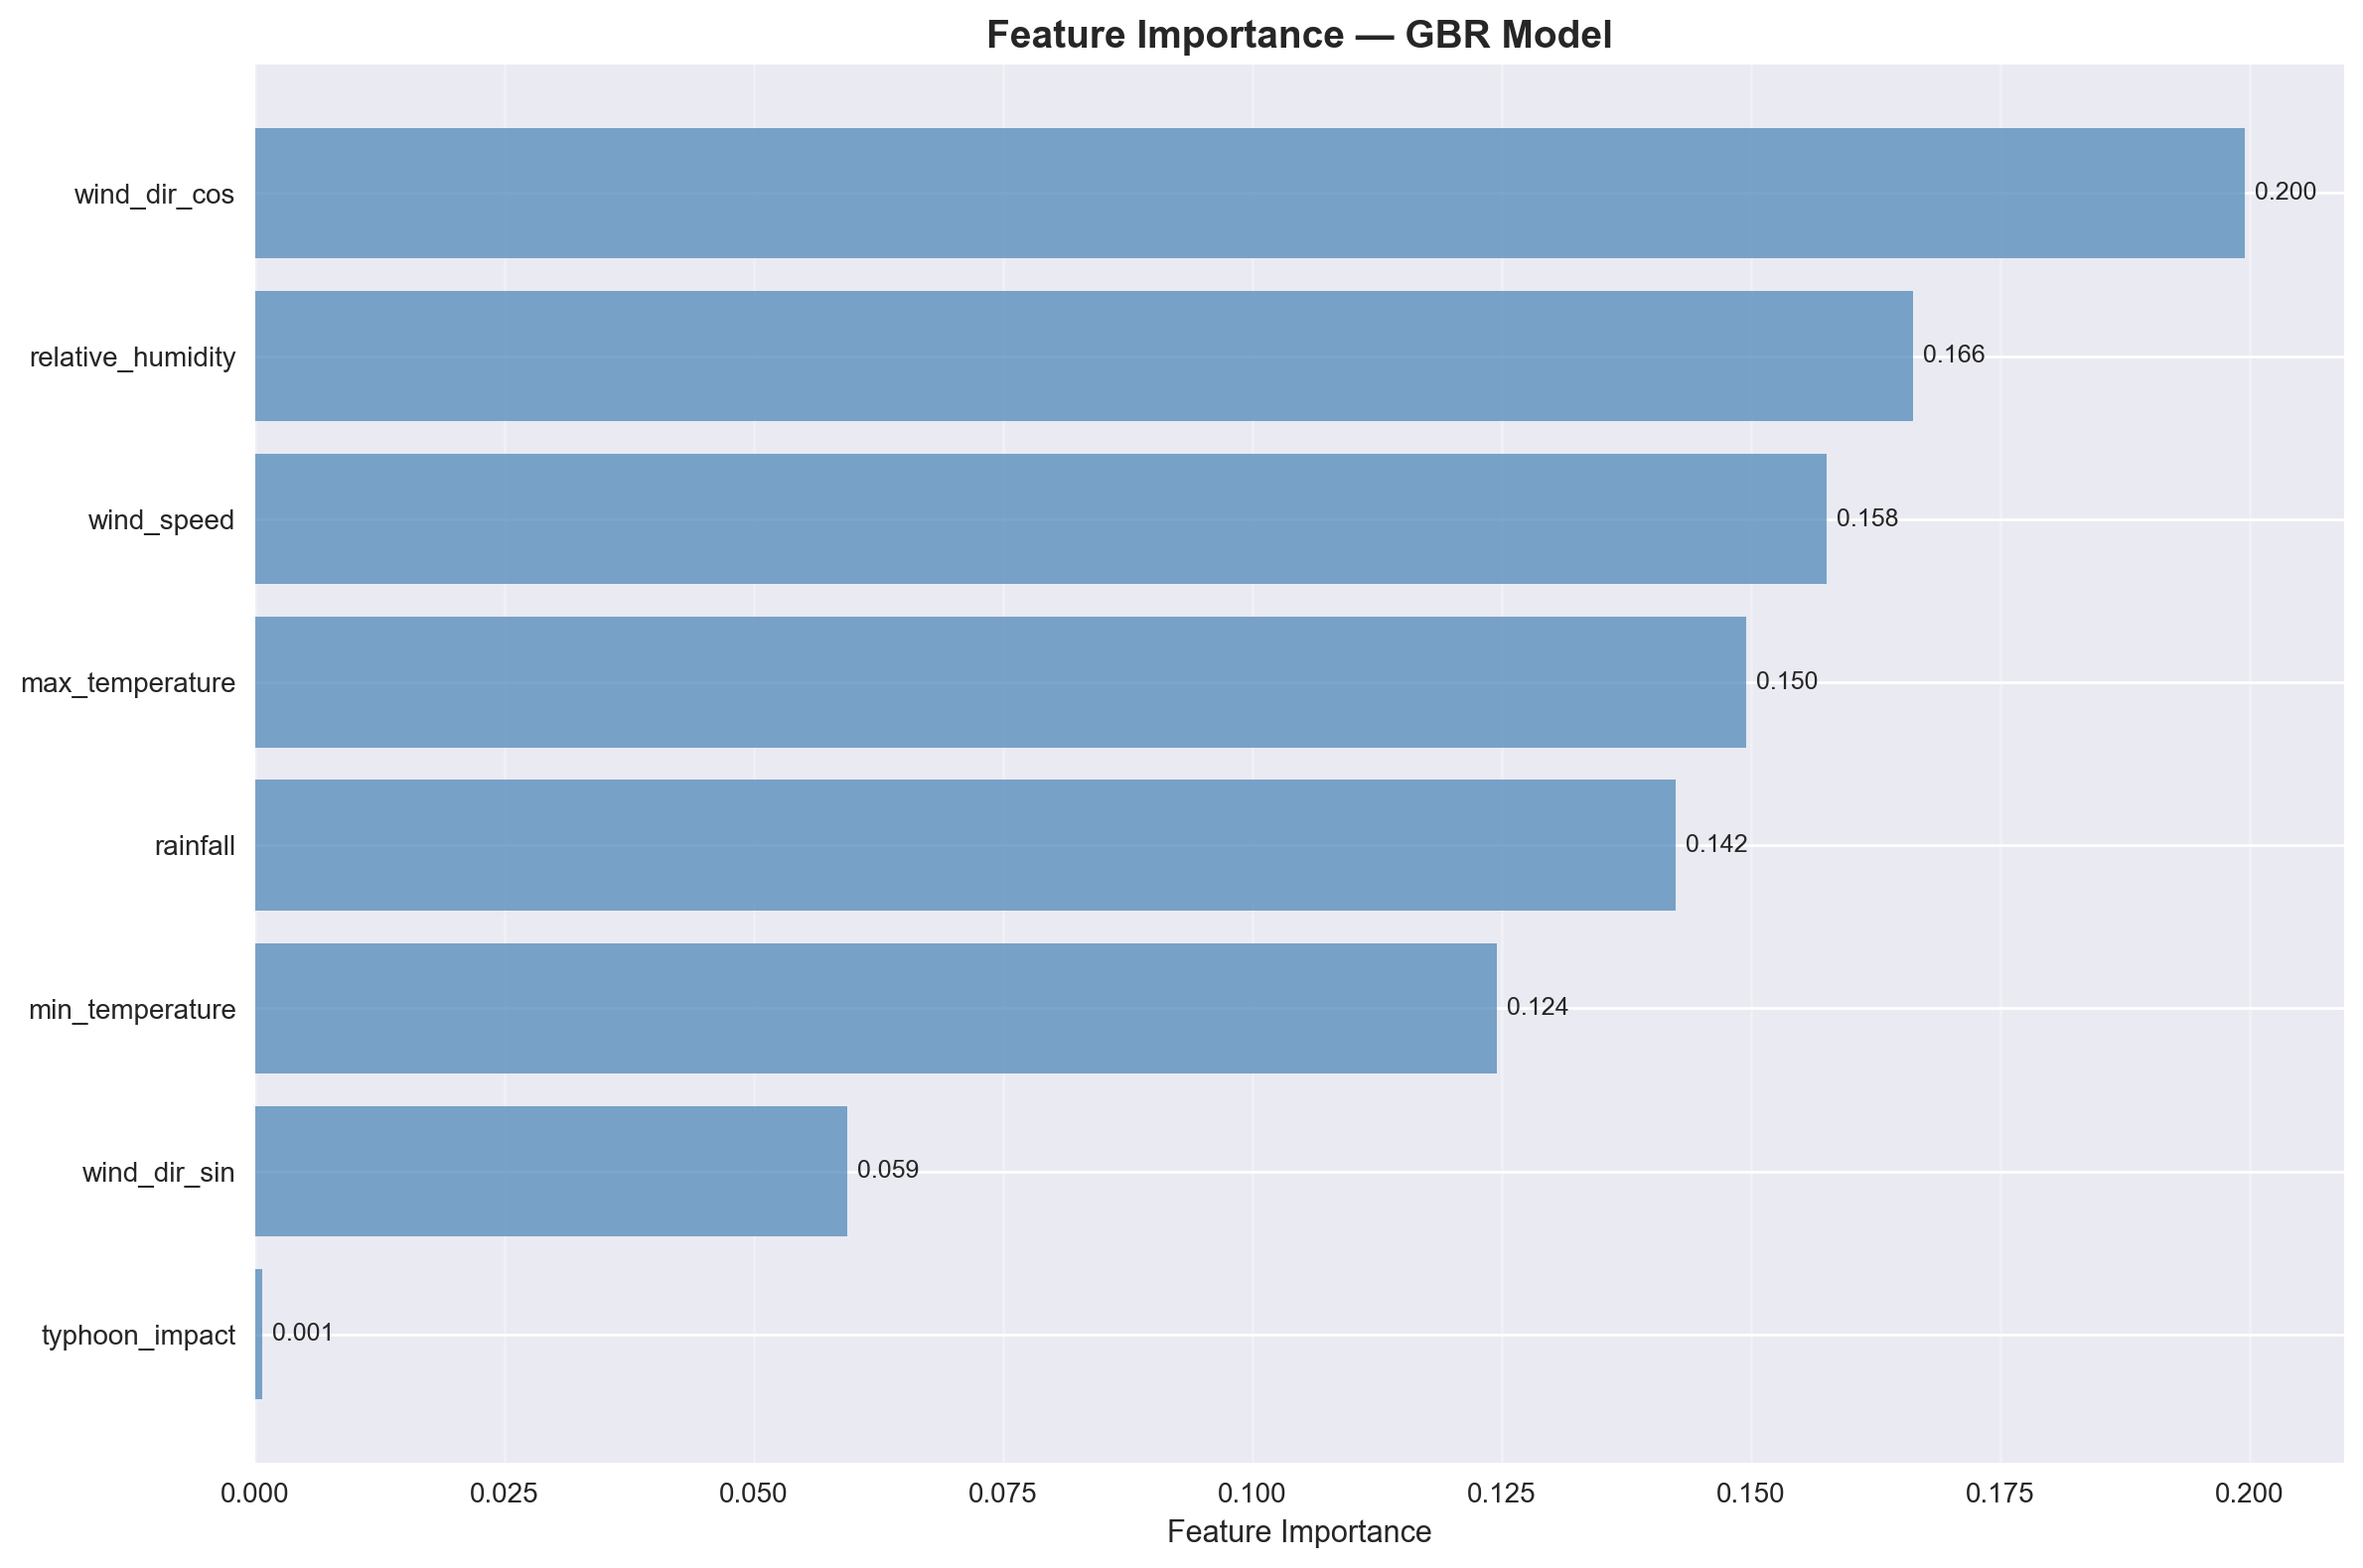 Feature Importance — GBR Model
wind_dir_cos 0.200
relative_humidity 0.166
wind_speed 0.158
max_temperature 0.150
rainfall 0.142
min_temperature 0.124
wind_dir_sin 0.059
typhoon_impact 0.001
0.000 0.025 0.050 0.075 0.100 0.125 0.150 0.175 0.200
Feature Importance